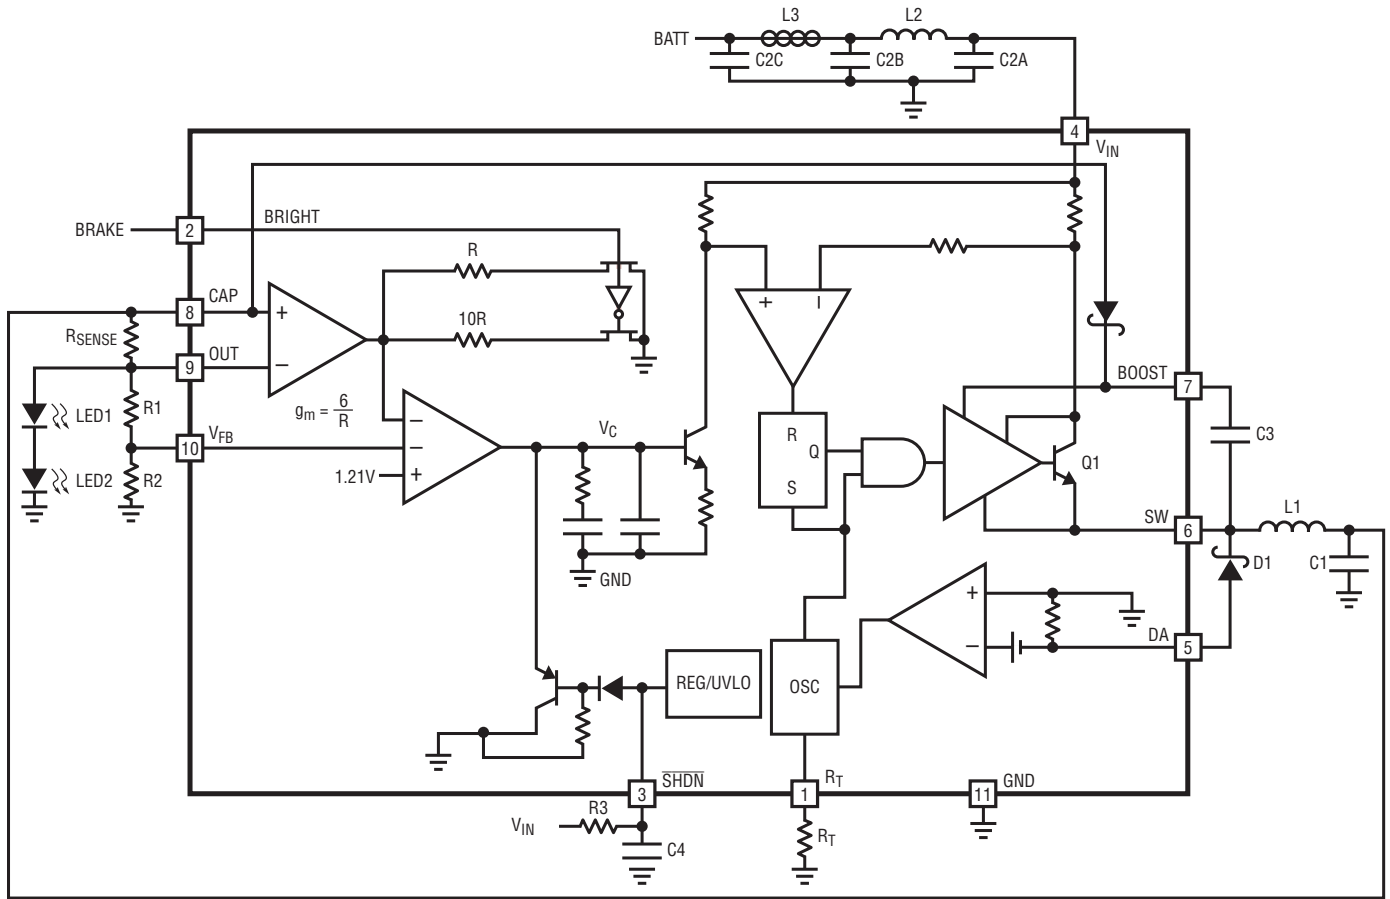 L3
L2
BATT
C2C
C2B
C2A
4
VIN
BRAKE
2
BRIGHT
R
8
CAP
+
+
–
10R
RSENSE
9
OUT
–
BOOST
7
LED1
R1
gm = 6/R
–
R
C3
10
VFB
–
VC
Q
Q1
LED2
R2
1.21V
+
S
SW
6
L1
GND
+
D1
C1
DA
5
–
REG/UVLO
OSC
3
SHDN
1
RT
11
GND
VIN
R3
C4
RT